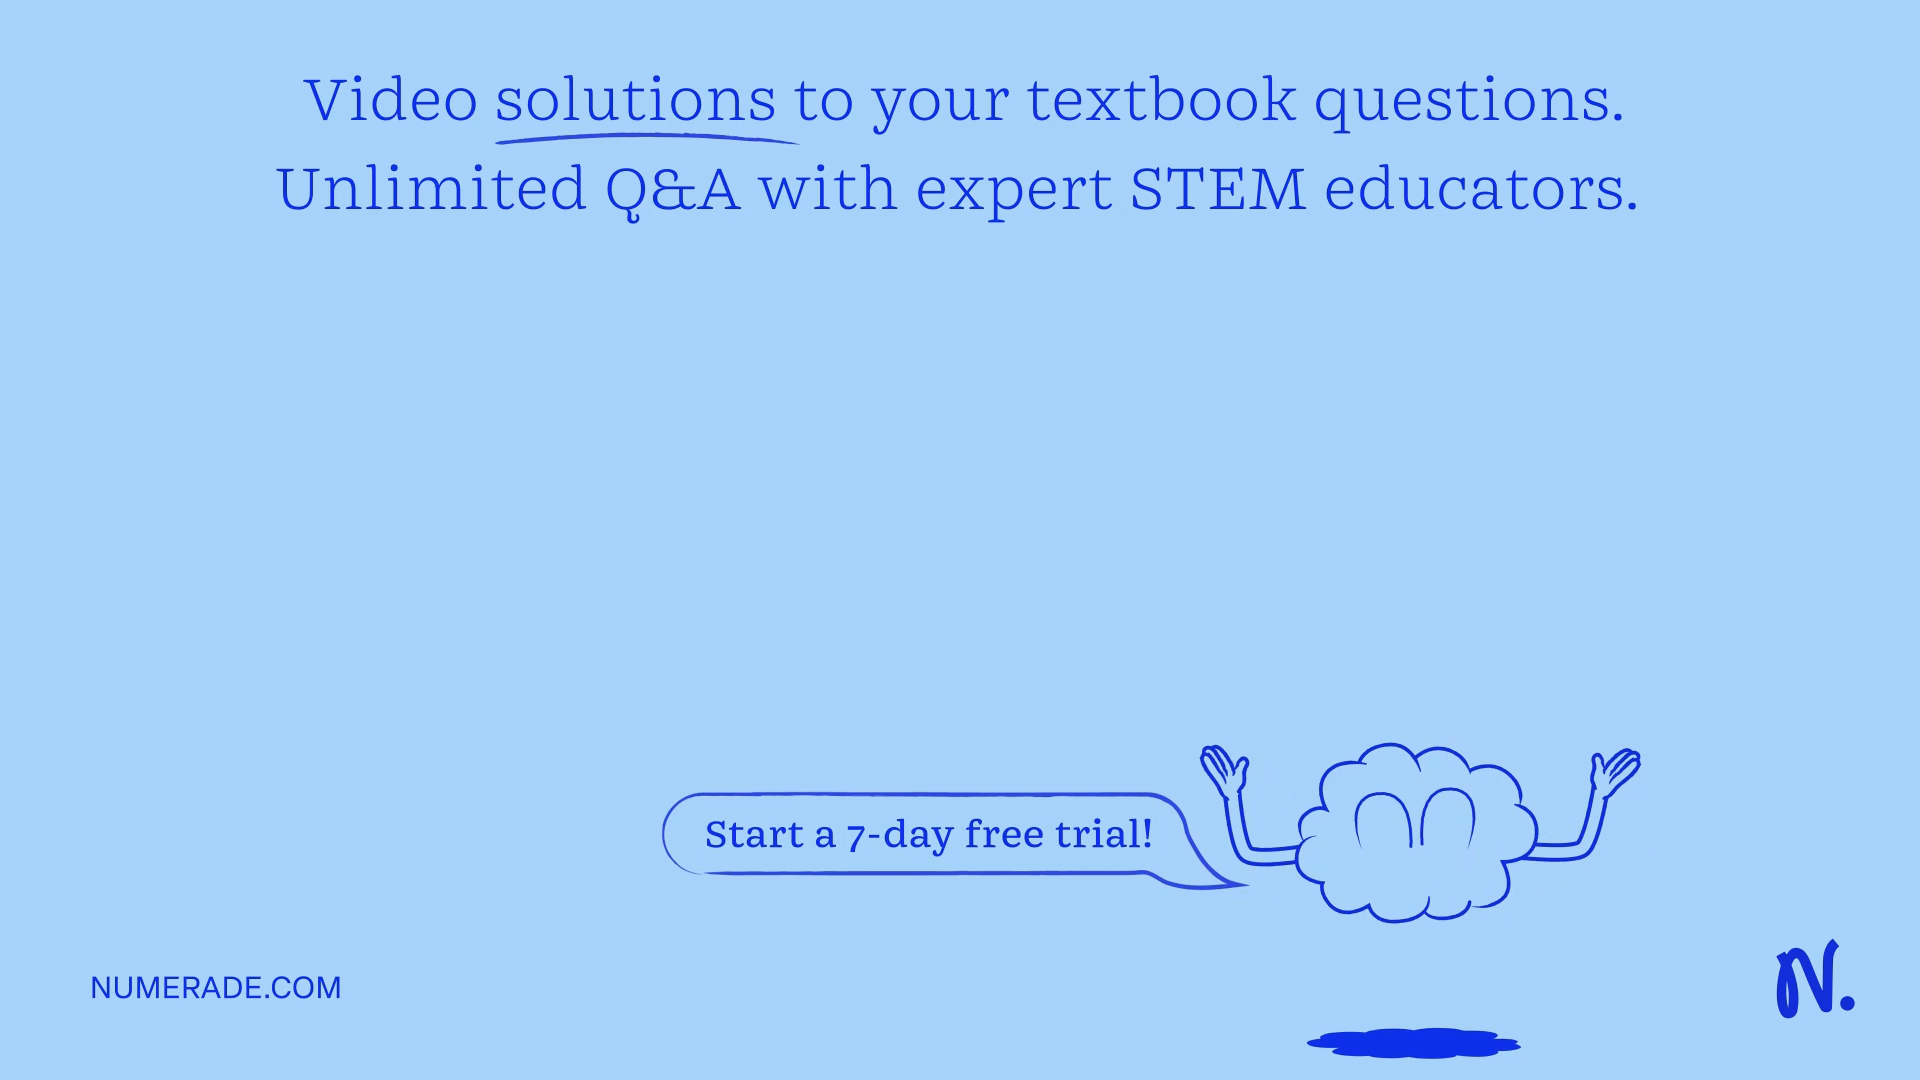 Video solutions to your textbook questions.
Unlimited Q&A with expert STEM educators.
Start a 7-day free trial!
NUMERADE.COM
N.